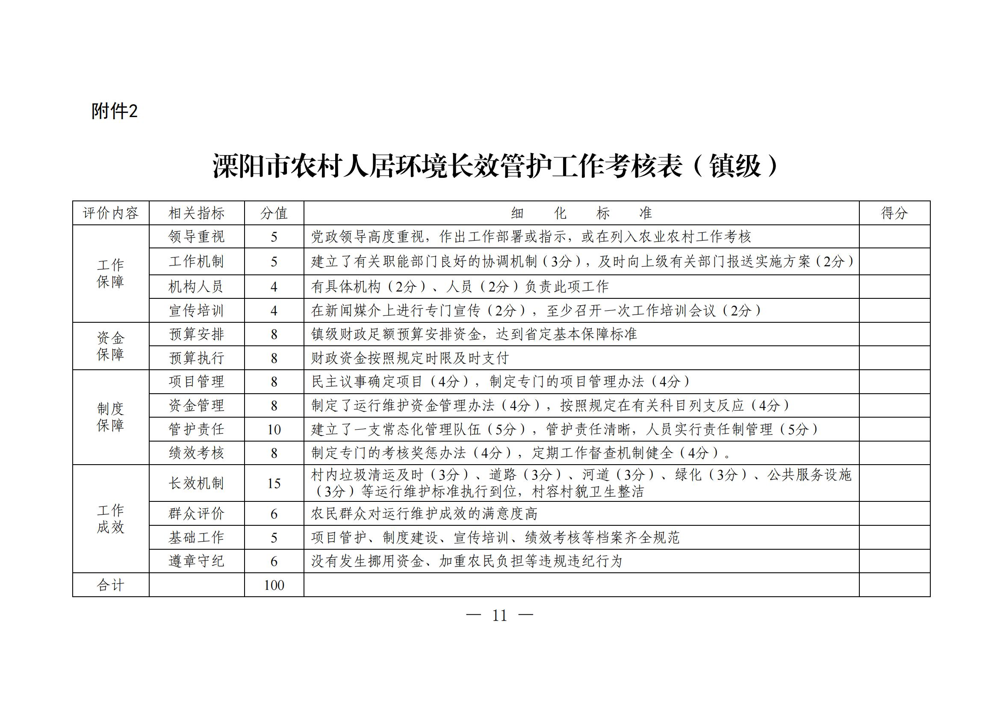 附件2
溧阳市农村人居环境长效管护工作考核表（镇级）
评价内容 相关指标 分值 细 化 标 准 得分
工作
保障
领导重视 5 党政领导高度重视，作出工作部署或指示，或在列入农业农村工作考核
工作机制 5 建立了有关职能部门良好的协调机制（3分），及时向上级有关部门报送实施方案（2分）
机构人员 4 有具体机构（2分）、人员（2分）负责此项工作
宣传培训 4 在新闻媒介上进行专门宣传（2分），至少召开一次工作培训会议（2分）
资金
保障
预算安排 8 镇级财政足额预算安排资金，达到省定基本保障标准
预算执行 8 财政资金按照规定时限及时支付
制度
保障
项目管理 8 民主议事确定项目（4分），制定专门的项目管理办法（4分）
资金管理 8 制定了运行维护资金管理办法（4分），按照规定在有关科目列支反应（4分）
管护责任 10 建立了一支常态化管理队伍（5分），管护责任清晰，人员实行责任制管理（5分）
绩效考核 8 制定专门的考核奖惩办法（4分），定期工作督查机制健全（4分）。
工作
成效
长效机制 15 村内垃圾清运及时（3分）、道路（3分）、河道（3分）、绿化（3分）、公共服务设施
（3分）等运行维护标准执行到位，村容村貌卫生整洁
群众评价 6 农民群众对运行维护成效的满意度高
基础工作 5 项目管护、制度建设、宣传培训、绩效考核等档案齐全规范
遵章守纪 6 没有发生挪用资金、加重农民负担等违规违纪行为
合计 100
— 11 —